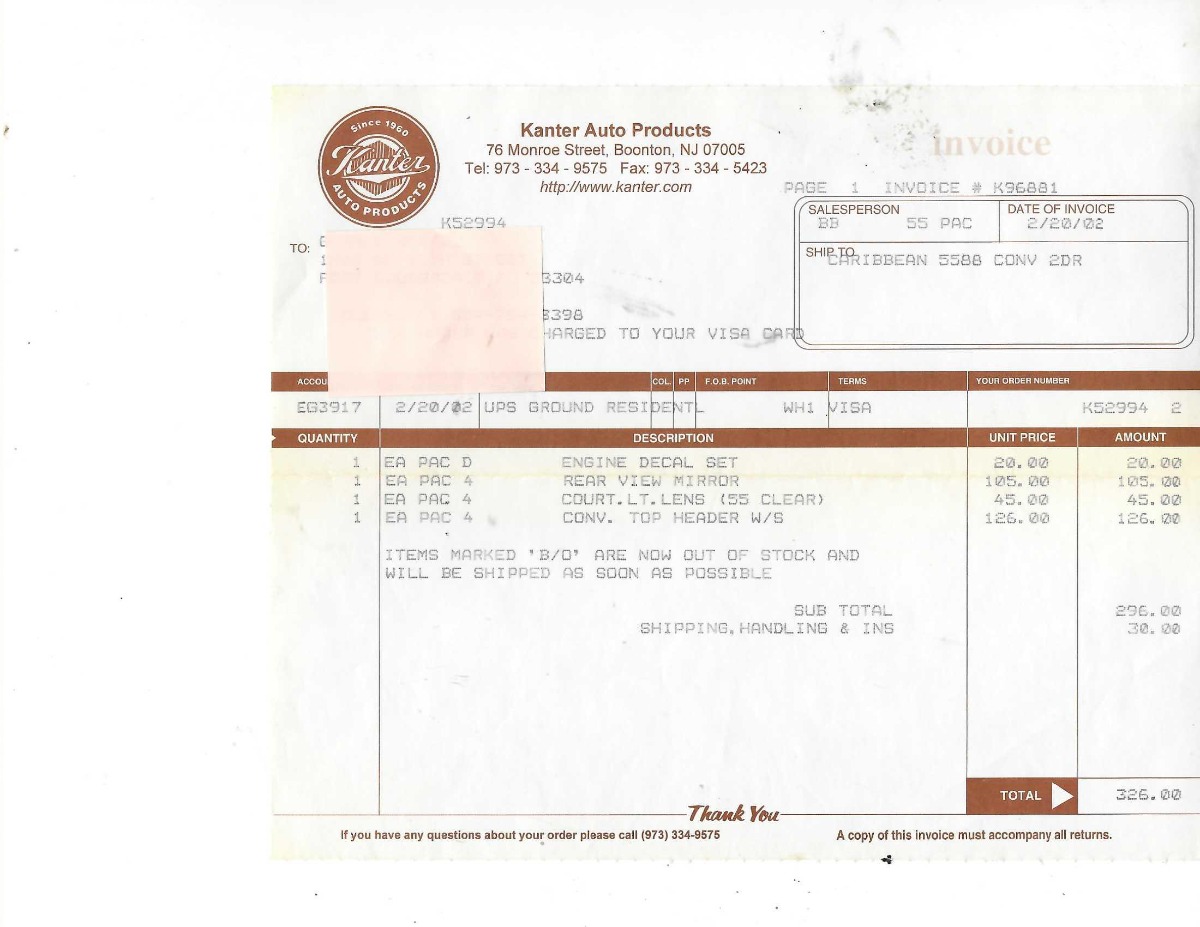 Since 1960
Kanter
AUTO PRODUCTS
Kanter Auto Products
76 Monroe Street, Boonton, NJ 07005
Tel: 973 - 334 - 9575 Fax: 973 - 334 - 5423
http://www.kanter.com
invoice
PAGE 1 INVOICE # K96881
SALESPERSON DATE OF INVOICE
BB 55 PAC 2/20/02
K52994
TO:
SHIP TO
CARIBBEAN 5588 CONV 2DR
3304
3398
HARGED TO YOUR VISA CARD
ACCOU COL. PP F.O.B. POINT TERMS YOUR ORDER NUMBER
EG3917 2/20/02 UPS GROUND RESIDENTL WH1 VISA K52994 2
QUANTITY DESCRIPTION UNIT PRICE AMOUNT
1 EA PAC D ENGINE DECAL SET 20.00 20.00
1 EA PAC 4 REAR VIEW MIRROR 105.00 105.00
1 EA PAC 4 COURT.LT.LENS (55 CLEAR) 45.00 45.00
1 EA PAC 4 CONV. TOP HEADER W/S 126.00 126.00
ITEMS MARKED 'B/O' ARE NOW OUT OF STOCK AND
WILL BE SHIPPED AS SOON AS POSSIBLE
SUB TOTAL 296.00
SHIPPING,HANDLING & INS 30.00
TOTAL 326.00
Thank You
If you have any questions about your order please call (973) 334-9575 A copy of this invoice must accompany all returns.